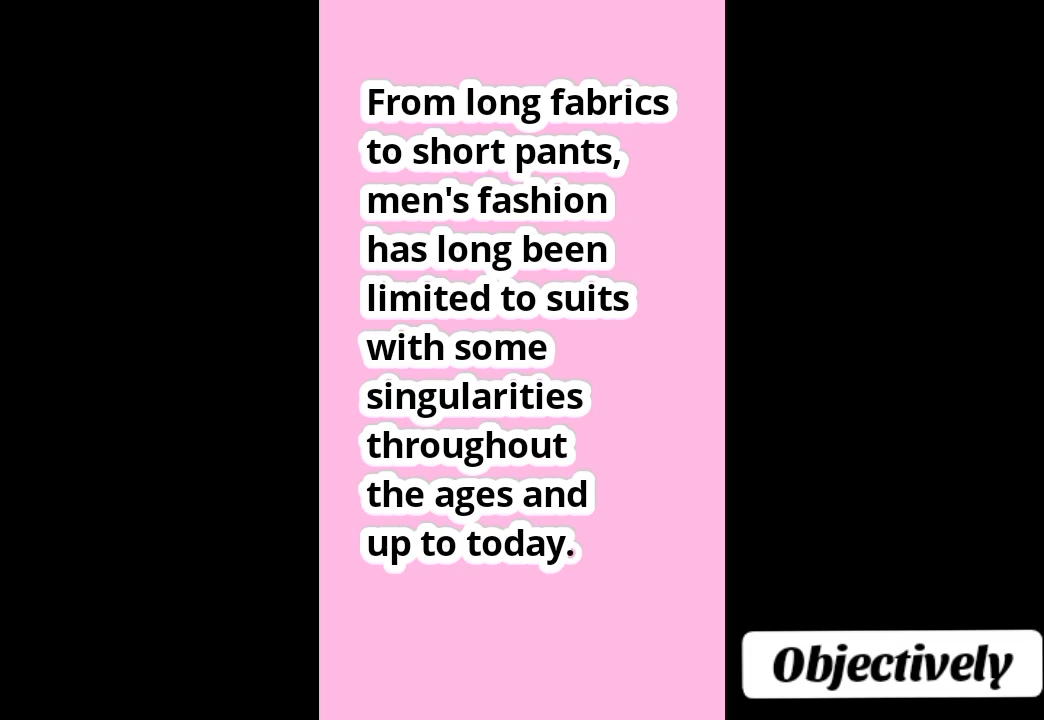 From long fabrics
to short pants,
men's fashion
has long been
limited to suits
with some
singularities
throughout
the ages and
up to today.
Objectively